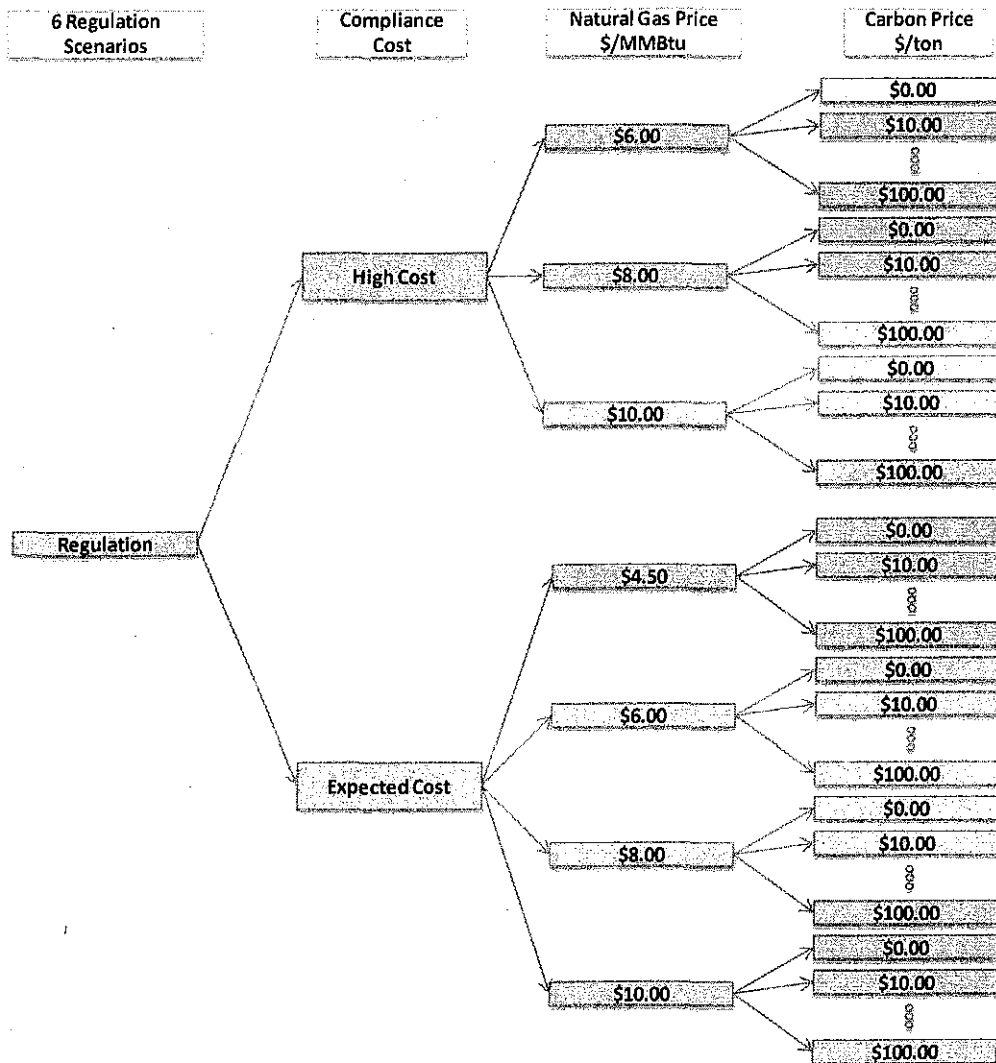 6 Regulation
Scenarios
Compliance
Cost
Natural Gas Price
$/MMBtu
Carbon Price
$/ton
$0.00
$6.00
$10.00
$100.00
$0.00
High Cost
$8.00
$10.00
$100.00
$0.00
$10.00
$10.00
$100.00
Regulation
$0.00
$4.50
$10.00
$100.00
$0.00
$6.00
$10.00
$100.00
Expected Cost
$0.00
$8.00
$10.00
$100.00
$0.00
$10.00
$10.00
$100.00